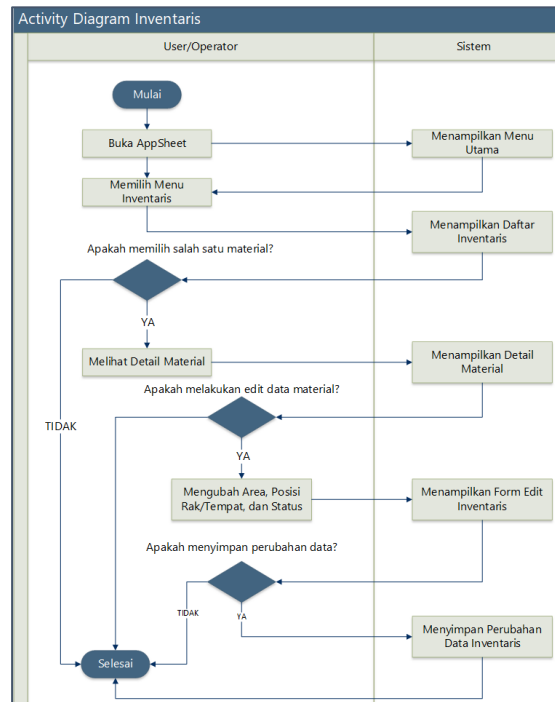 Activity Diagram Inventaris
User/Operator
Sistem
Mulai
Buka AppSheet
Menampilkan Menu
Utama
Memilih Menu
Inventaris
Menampilkan Daftar
Inventaris
Apakah memilih salah satu material?
YA
Melihat Detail Material
Menampilkan Detail
Material
Apakah melakukan edit data material?
TIDAK
YA
Mengubah Area, Posisi
Rak/Tempat, dan Status
Menampilkan Form Edit
Inventaris
Apakah menyimpan perubahan data?
TIDAK
YA
Menyimpan Perubahan
Data Inventaris
Selesai